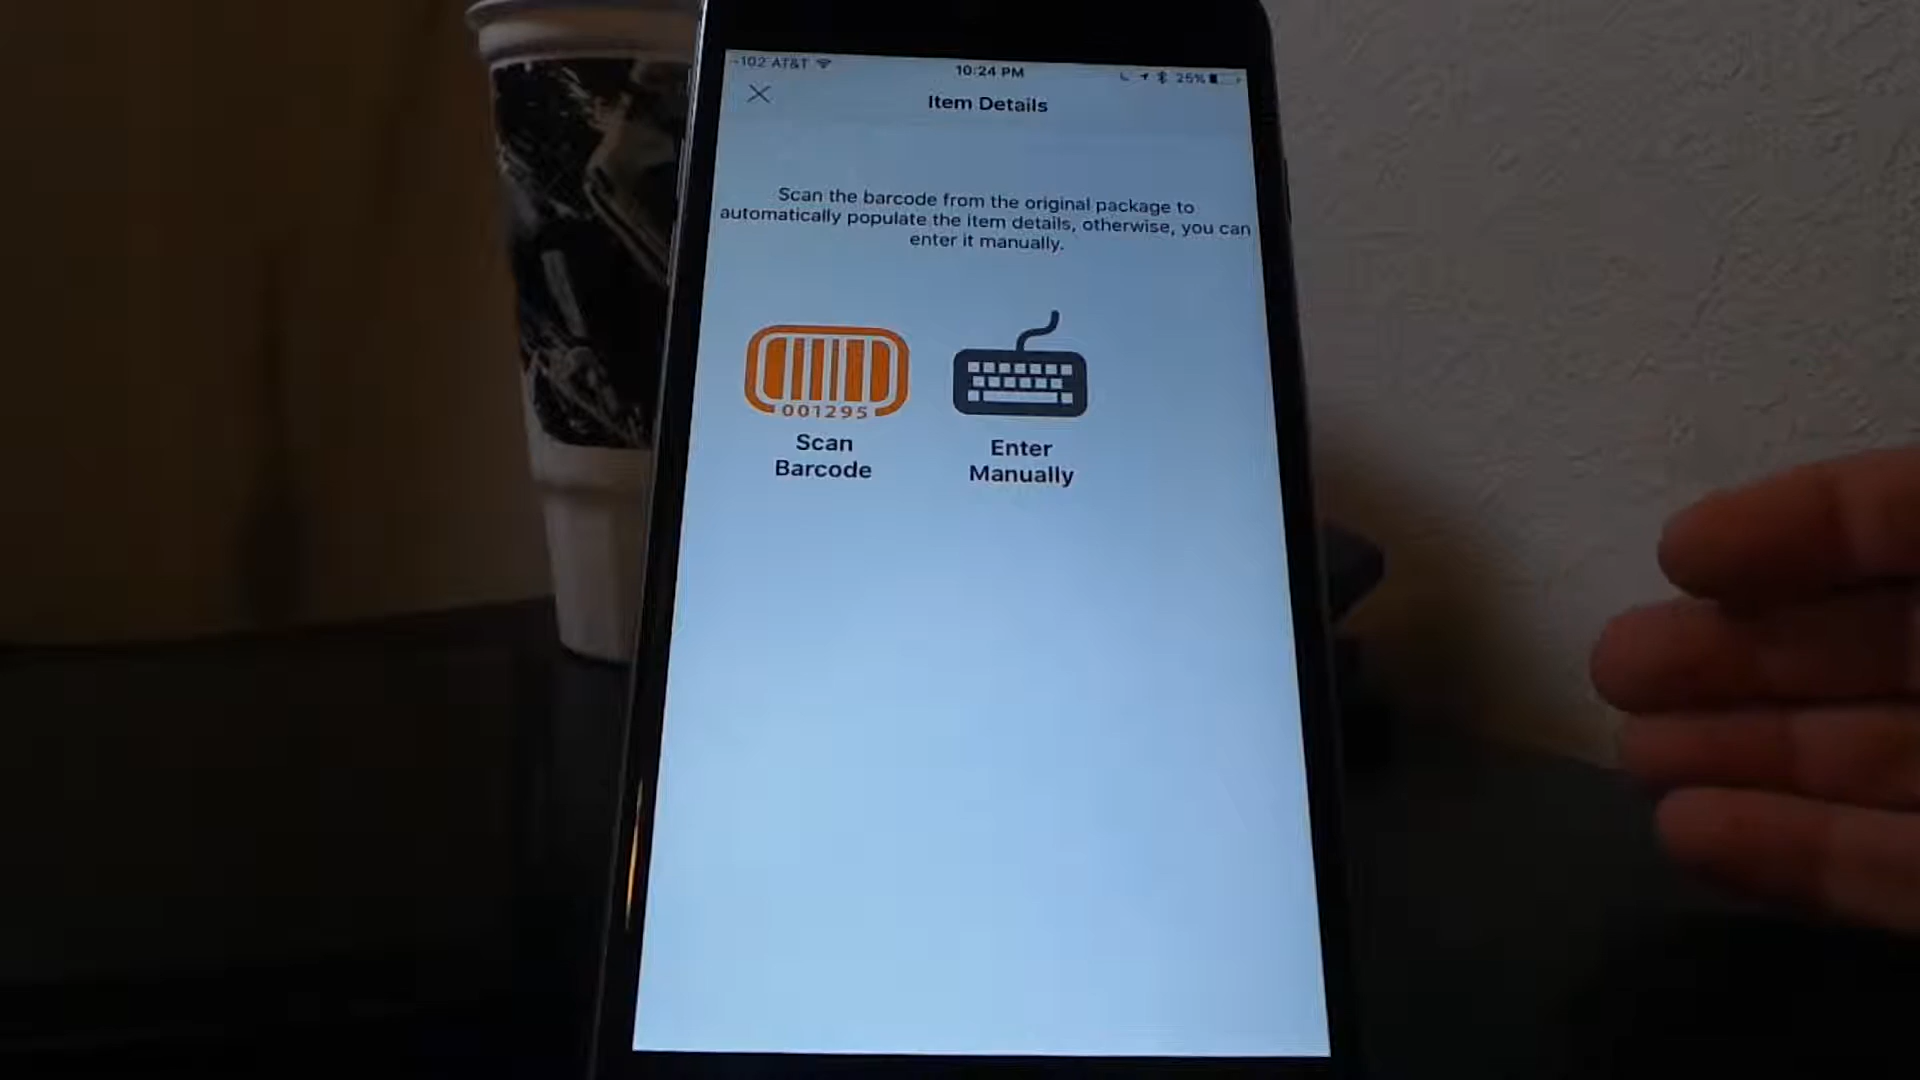 -102 AT&T 10:24 PM 25%
Item Details
Scan the barcode from the original package to
automatically populate the item details, otherwise, you can
enter it manually.
001295
Scan
Barcode
Enter
Manually